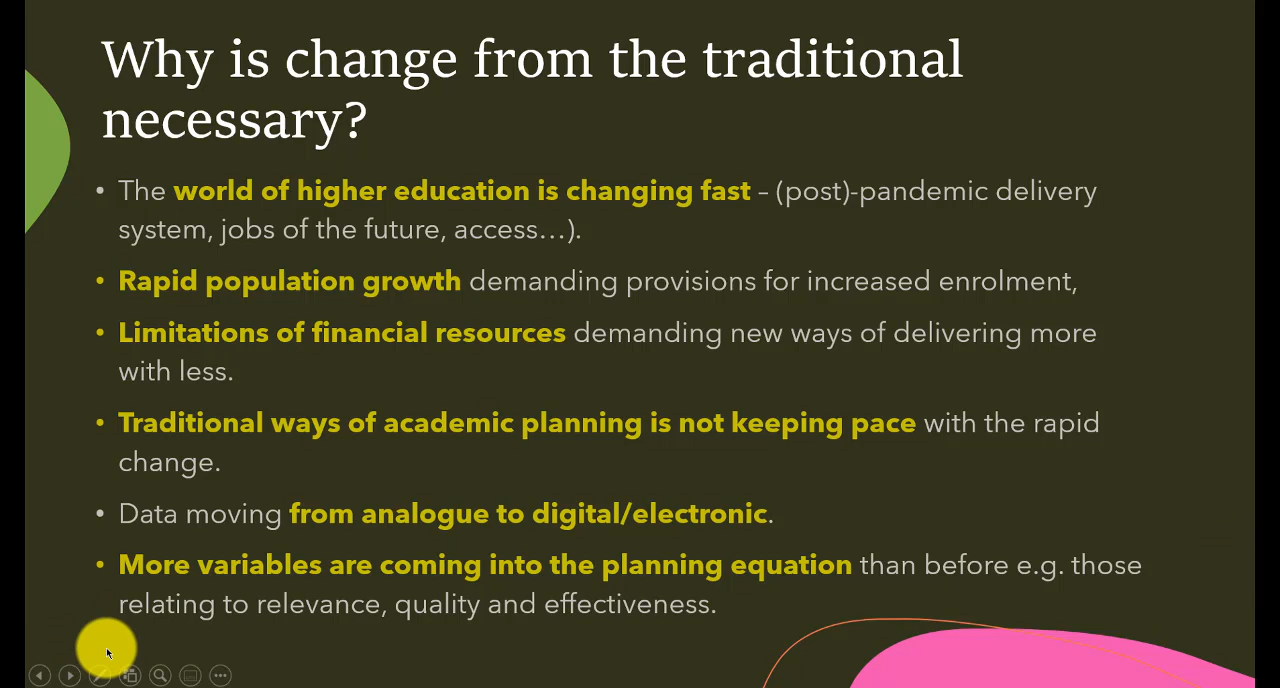 Why is change from the traditional
necessary?
• The world of higher education is changing fast – (post)-pandemic delivery
system, jobs of the future, access…).
• Rapid population growth demanding provisions for increased enrolment,
• Limitations of financial resources demanding new ways of delivering more
with less.
• Traditional ways of academic planning is not keeping pace with the rapid
change.
• Data moving from analogue to digital/electronic.
• More variables are coming into the planning equation than before e.g. those
relating to relevance, quality and effectiveness.